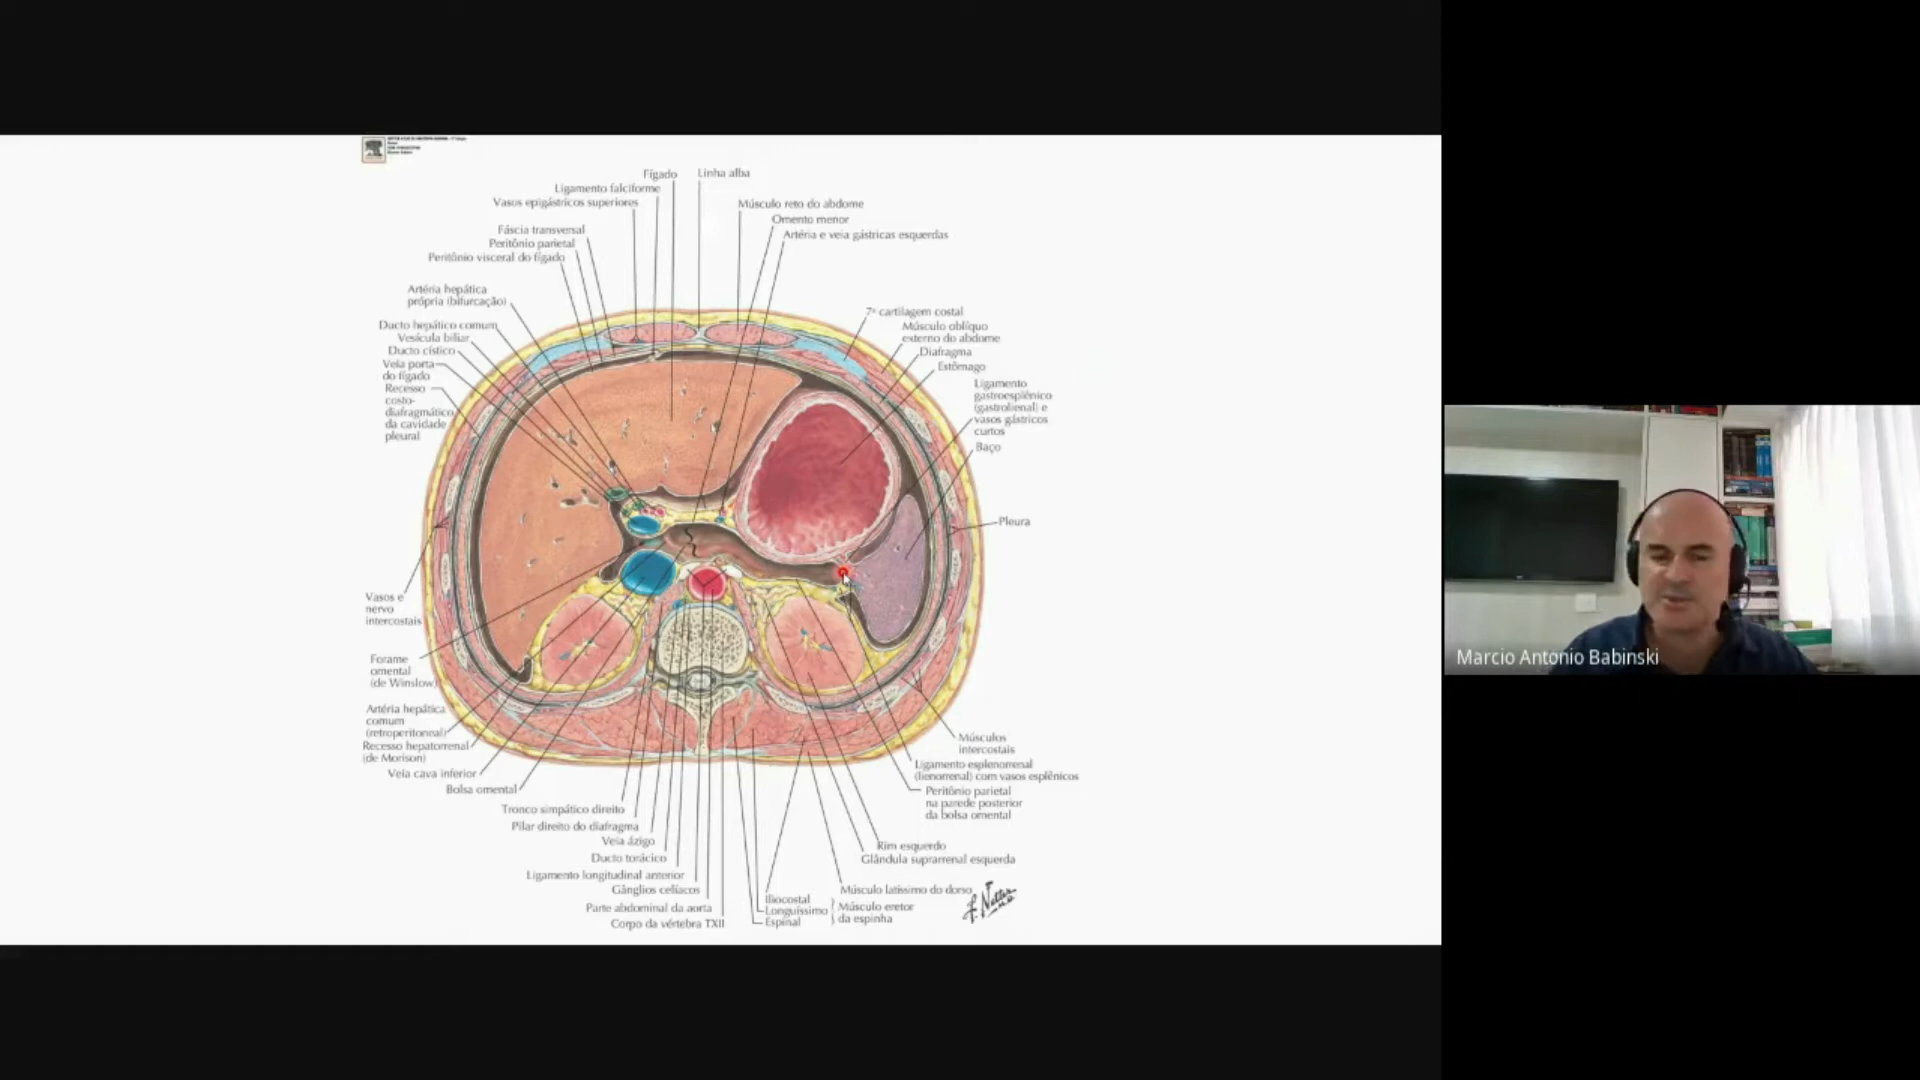 Fígado
Linha alba
Ligamento falciforme
Vasos epigástricos superiores
Músculo reto do abdome
Omento menor
Artéria e veia gástricas esquerdas
Fáscia transversal
Peritônio parietal
Peritônio visceral do fígado
Artéria hepática
própria (bifurcação)
Ducto hepático comum
Vesícula biliar
Ducto cístico
Veia porta
do fígado
Recesso
costo-
diafragmático
da cavidade
pleural
7ª cartilagem costal
Músculo oblíquo
externo do abdome
Diafragma
Estômago
Ligamento
gastroesplênico
(gastrolienal) e
vasos gástricos
curtos
Baço
Pleura
Vasos e
nervo
intercostais
Forame
omental
(de Winslow)
Artéria hepática
comum
(retroperitoneal)
Recesso hepatorrenal
(de Morison)
Veia cava inferior
Bolsa omental
Tronco simpático direito
Pilar direito do diafragma
Veia ázigo
Ducto torácico
Ligamento longitudinal anterior
Gânglios celíacos
Parte abdominal da aorta
Corpo da vértebra TXII
Músculos
intercostais
Ligamento esplenorrenal
(lienorrenal) com vasos esplênicos
Peritônio parietal
na parede posterior
da bolsa omental
Rim esquerdo
Glândula suprarrenal esquerda
Músculo latíssimo do dorso
Iliocostal
Longuíssimo
Espinal
Músculo eretor
da espinha
F. Netter
Marcio Antonio Babinski